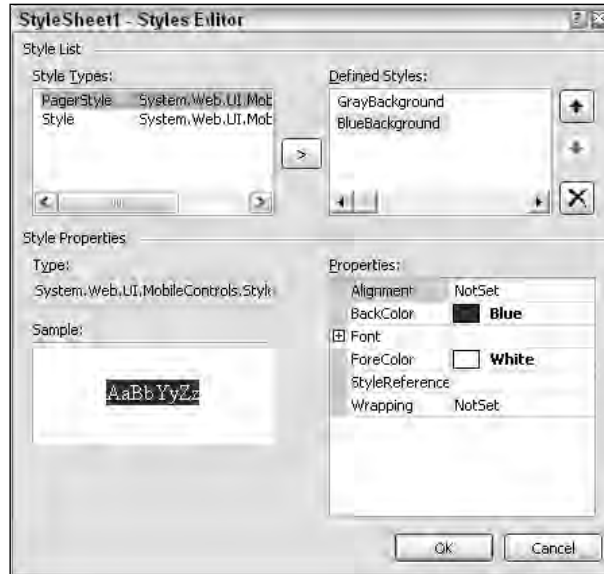 StyleSheet1 - Styles Editor
Style List
Style Types:
PagerStyle System.Web.UI.Mob
Style System.Web.UI.Mob
>
Defined Styles:
GrayBackground
BlueBackground
Style Properties
Type:
System.Web.UI.MobileControls.Style
Sample:
AaBbYyZz
Properties:
Alignment NotSet
BackColor Blue
Font
ForeColor White
StyleReference
Wrapping NotSet
OK Cancel